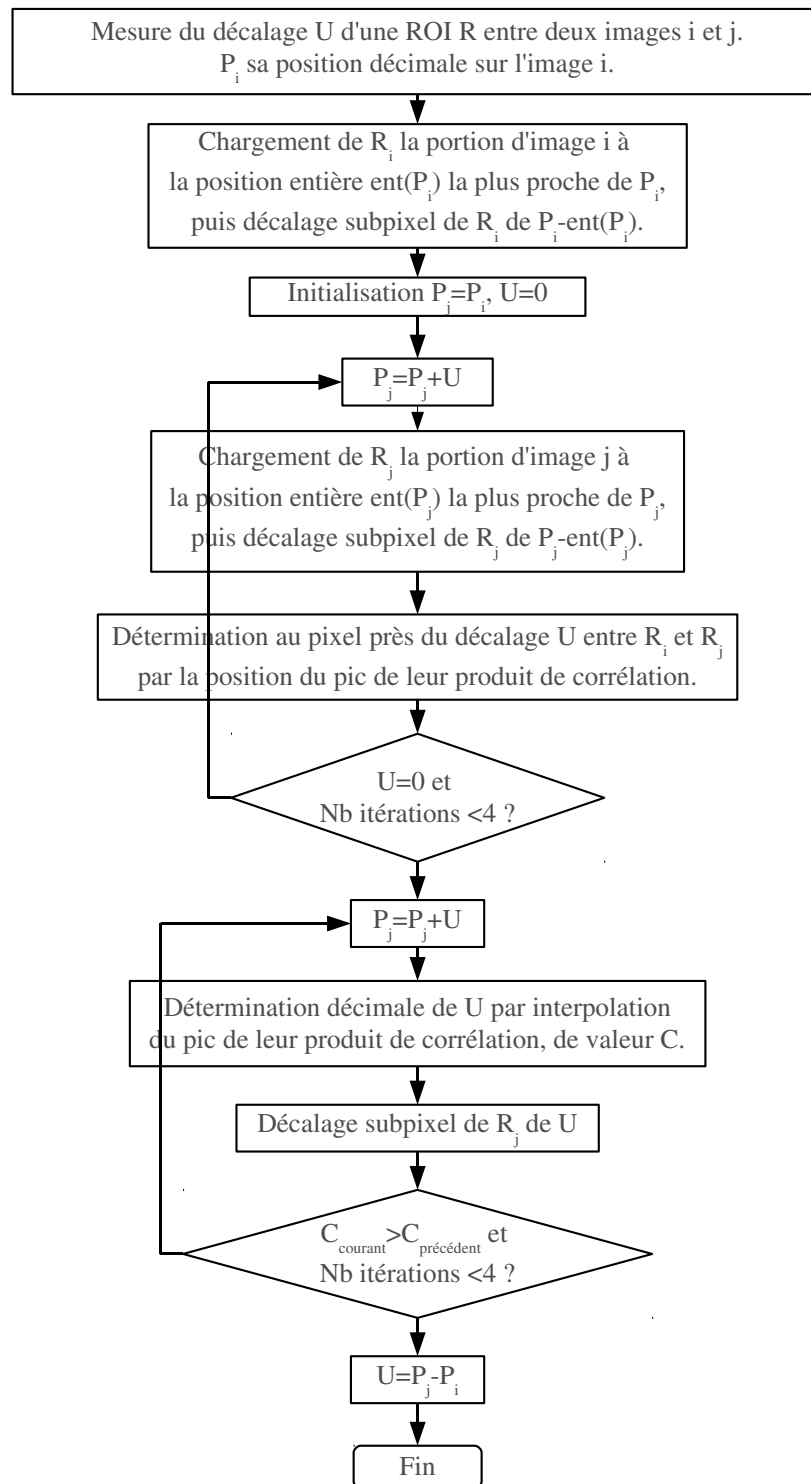 Mesure du décalage U d'une ROI R entre deux images i et j.
P_i sa position décimale sur l'image i.
Chargement de R_i la portion d'image i à
la position entière ent(P_i) la plus proche de P_i,
puis décalage subpixel de R_i de P_i-ent(P_i).
Initialisation P_j=P_i, U=0
P_j=P_j+U
Chargement de R_j la portion d'image j à
la position entière ent(P_j) la plus proche de P_j,
puis décalage subpixel de R_j de P_j-ent(P_j).
Détermination au pixel près du décalage U entre R_i et R_j
par la position du pic de leur produit de corrélation.
U=0 et
Nb itérations <4 ?
P_j=P_j+U
Détermination décimale de U par interpolation
du pic de leur produit de corrélation, de valeur C.
Décalage subpixel de R_j de U
C_courant>C_précédent et
Nb itérations <4 ?
U=P_j-P_i
Fin